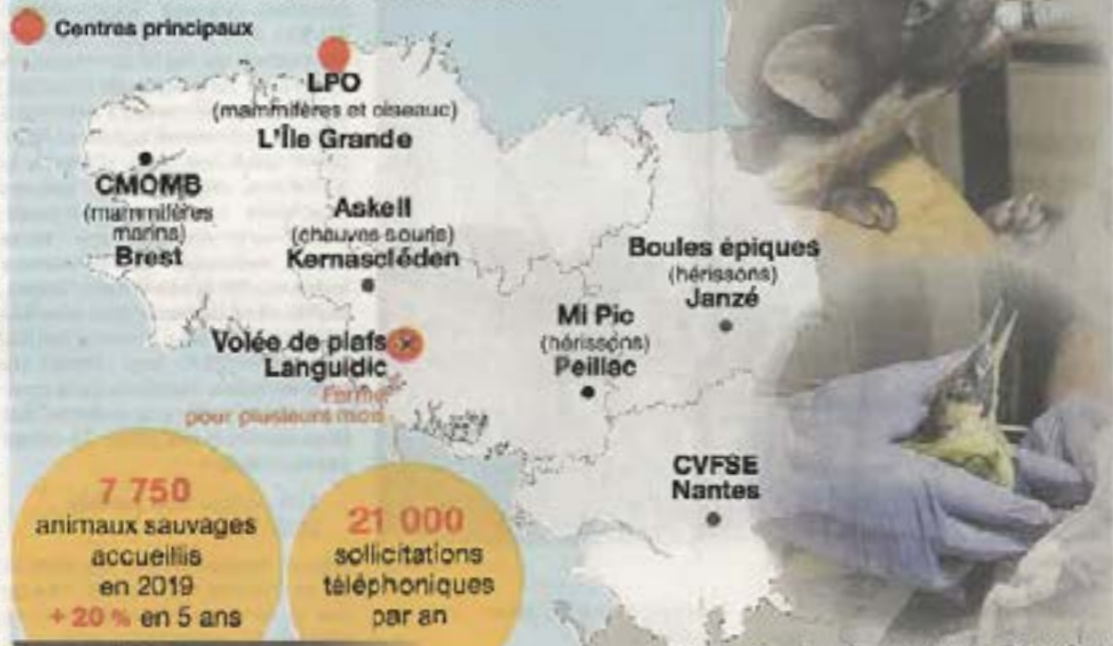 Centres principaux
LPO
(mammifères et oiseauc)
L'Île Grande
CMOMB
(mammifères
marins)
Brest
Askell
(chauves souris)
Kernascléden
Boules épiques
(hérissons)
Janzé
Mi Pic
(hérissons)
Peillac
Volée de piafs
Languidic
Fermé
pour plusieurs mois
CVFSE
Nantes
7 750
animaux sauvages
accueillis
en 2019
+ 20 % en 5 ans
21 000
sollicitations
téléphoniques
par an